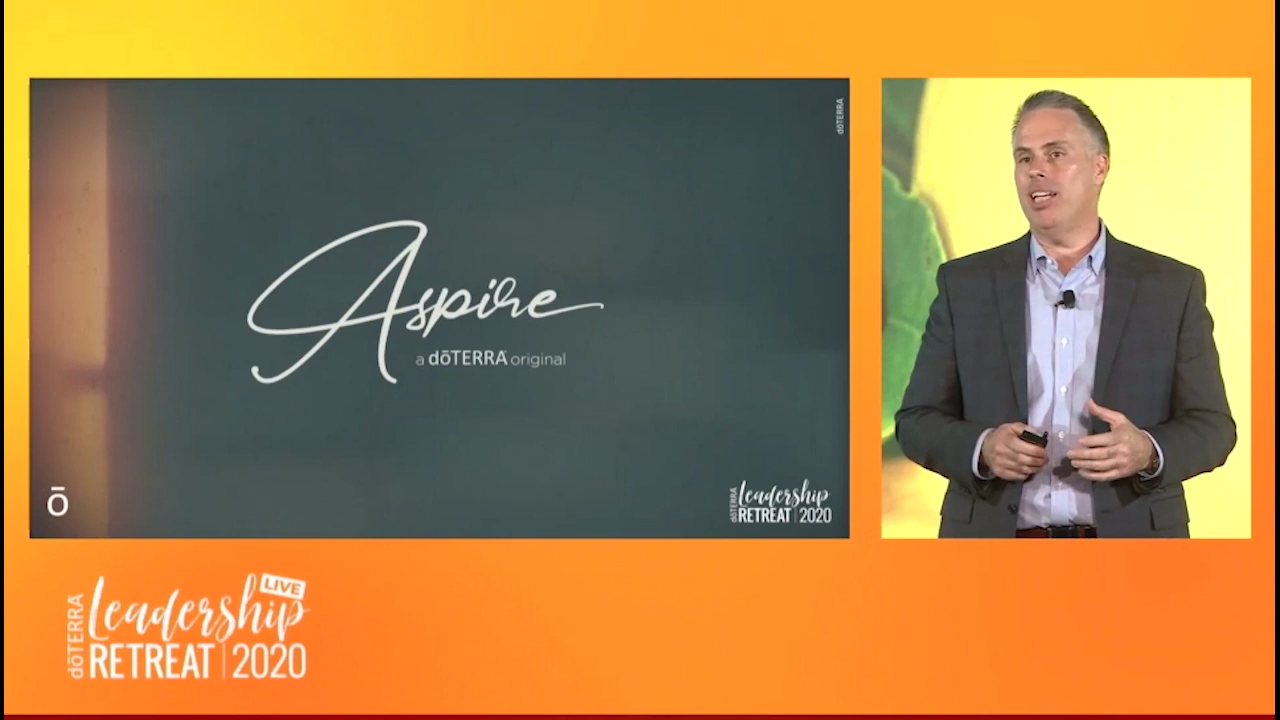 dōTERRA
Aspire
a dōTERRA original
ō
dōTERRA
Leadership
RETREAT | 2020
LIVE
dōTERRA
Leadership
RETREAT | 2020